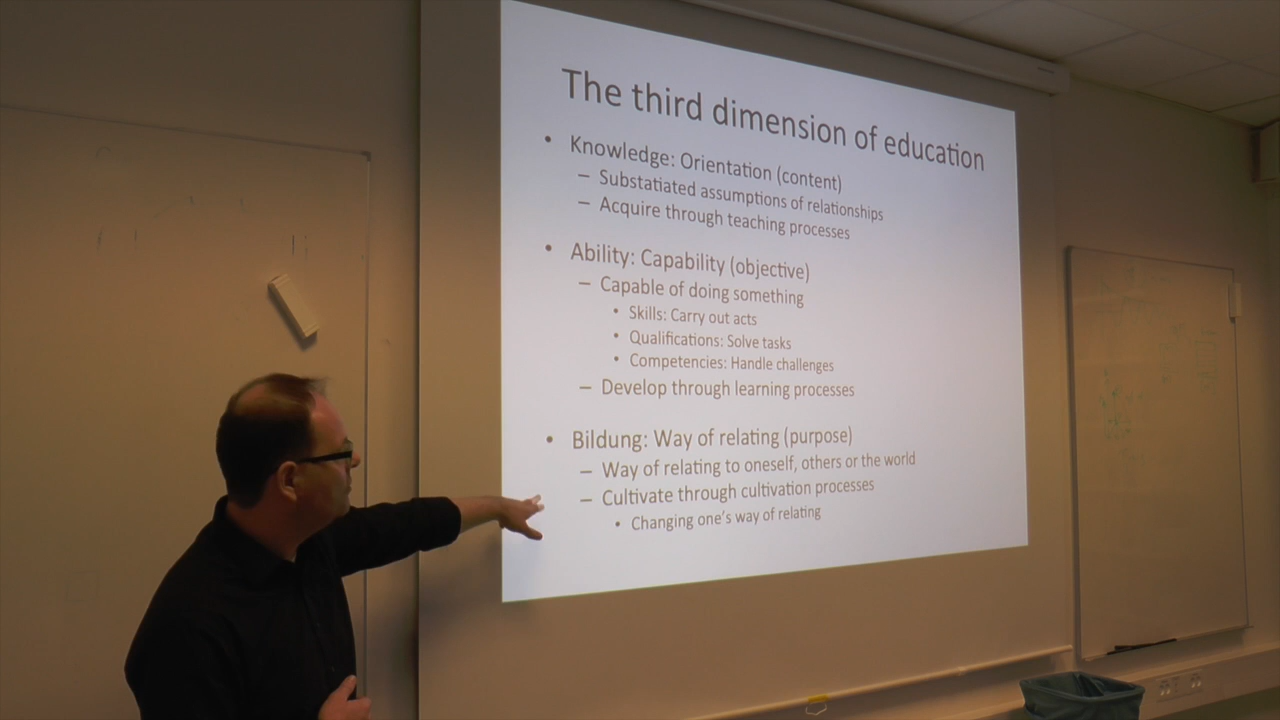 The third dimension of education
• Knowledge: Orientation (content)
– Substatiated assumptions of relationships
– Acquire through teaching processes
• Ability: Capability (objective)
– Capable of doing something
• Skills: Carry out acts
• Qualifications: Solve tasks
• Competencies: Handle challenges
– Develop through learning processes
• Bildung: Way of relating (purpose)
– Way of relating to oneself, others or the world
– Cultivate through cultivation processes
• Changing one's way of relating